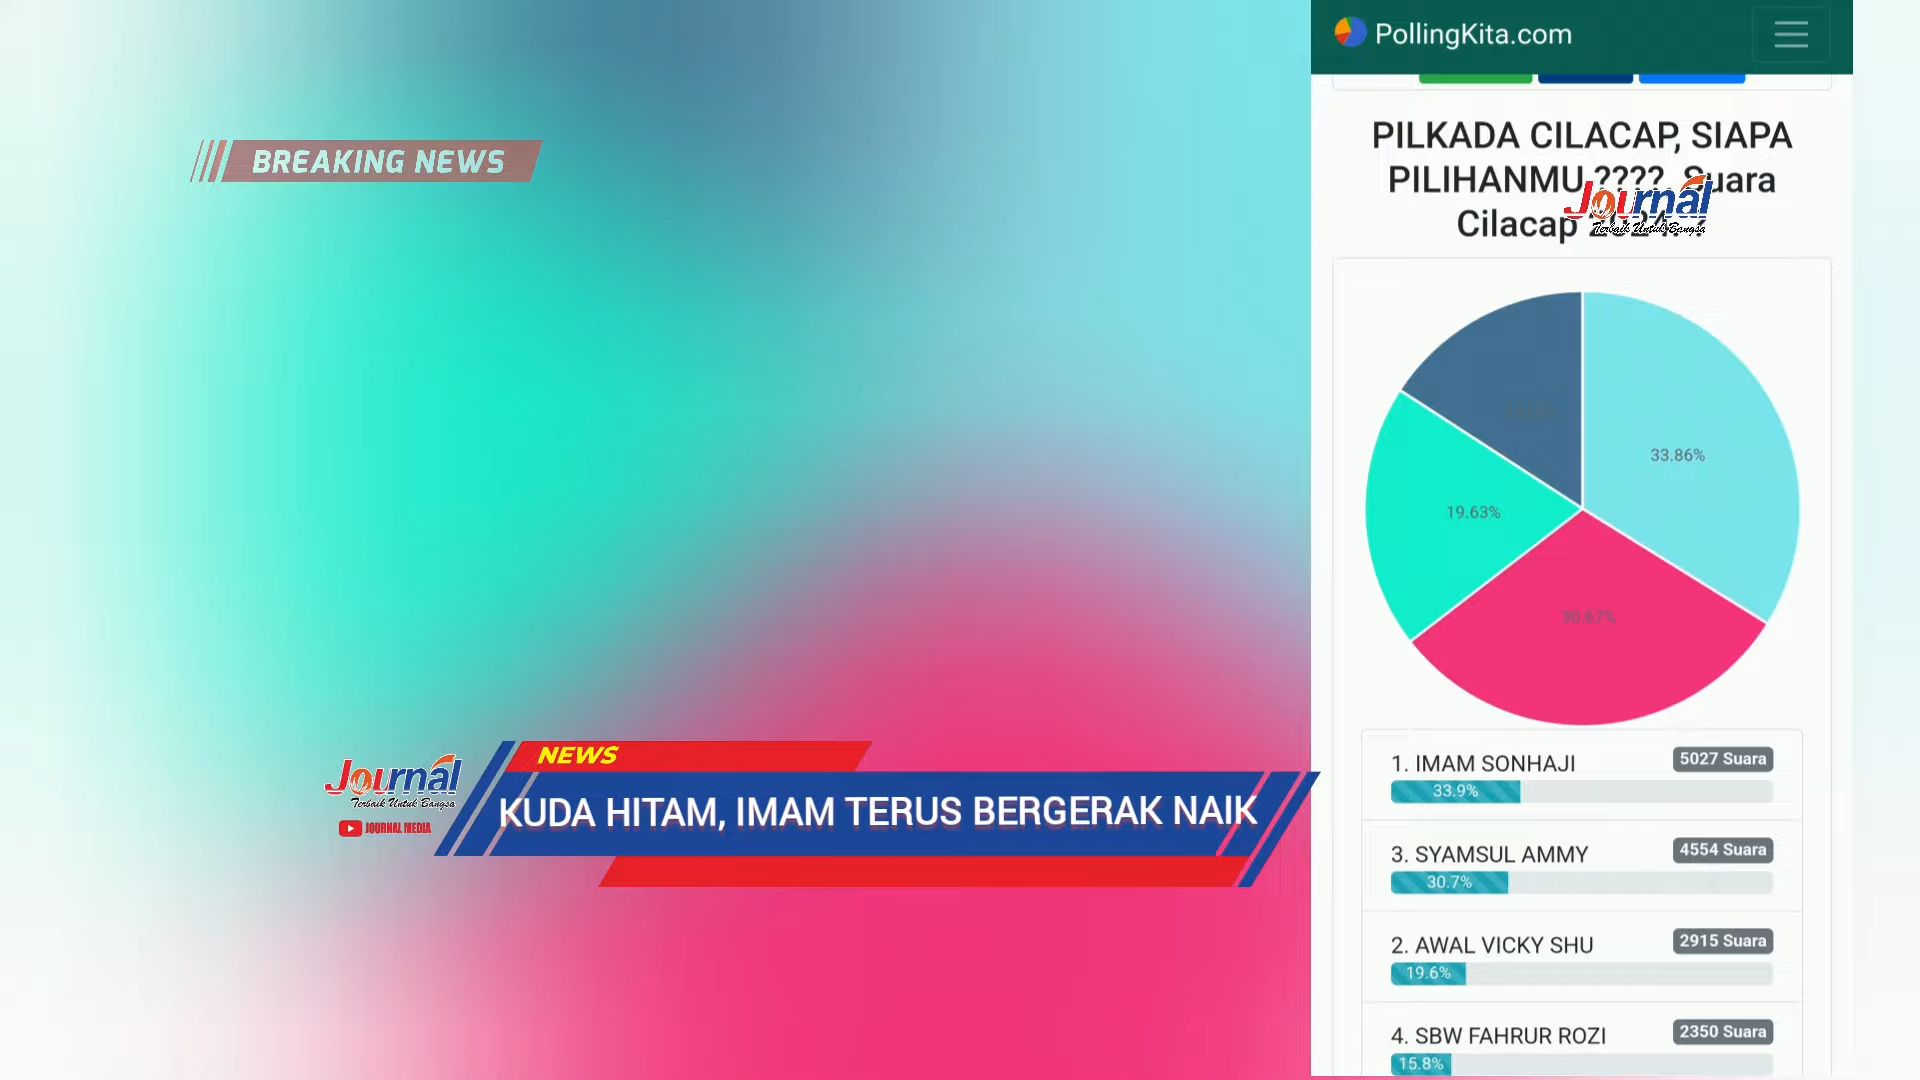 BREAKING NEWS
Journal
Terbaik Untuk Bangsa
JOURNAL MEDIA
NEWS
KUDA HITAM, IMAM TERUS BERGERAK NAIK
PollingKita.com
PILKADA CILACAP, SIAPA
PILIHANMU ????, Suara
Cilacap 2024
Journal
Terbaik Untuk Bangsa
33.86%
19.63%
30.67%
1. IMAM SONHAJI
5027 Suara
33.9%
3. SYAMSUL AMMY
4554 Suara
30.7%
2. AWAL VICKY SHU
2915 Suara
19.6%
4. SBW FAHRUR ROZI
2350 Suara
15.8%